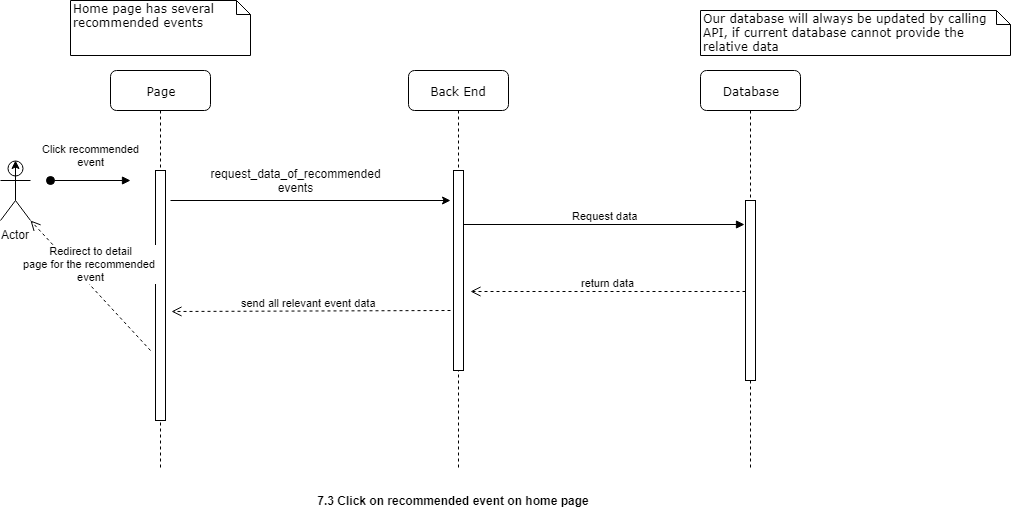 Home page has several
recommended events
Our database will always be updated by calling
API, if current database cannot provide the
relative data
Page
Back End
Database
Click recommended
event
request_data_of_recommended
events
Request data
Actor
Redirect to detail
page for the recommended
event
return data
send all relevant event data
7.3 Click on recommended event on home page